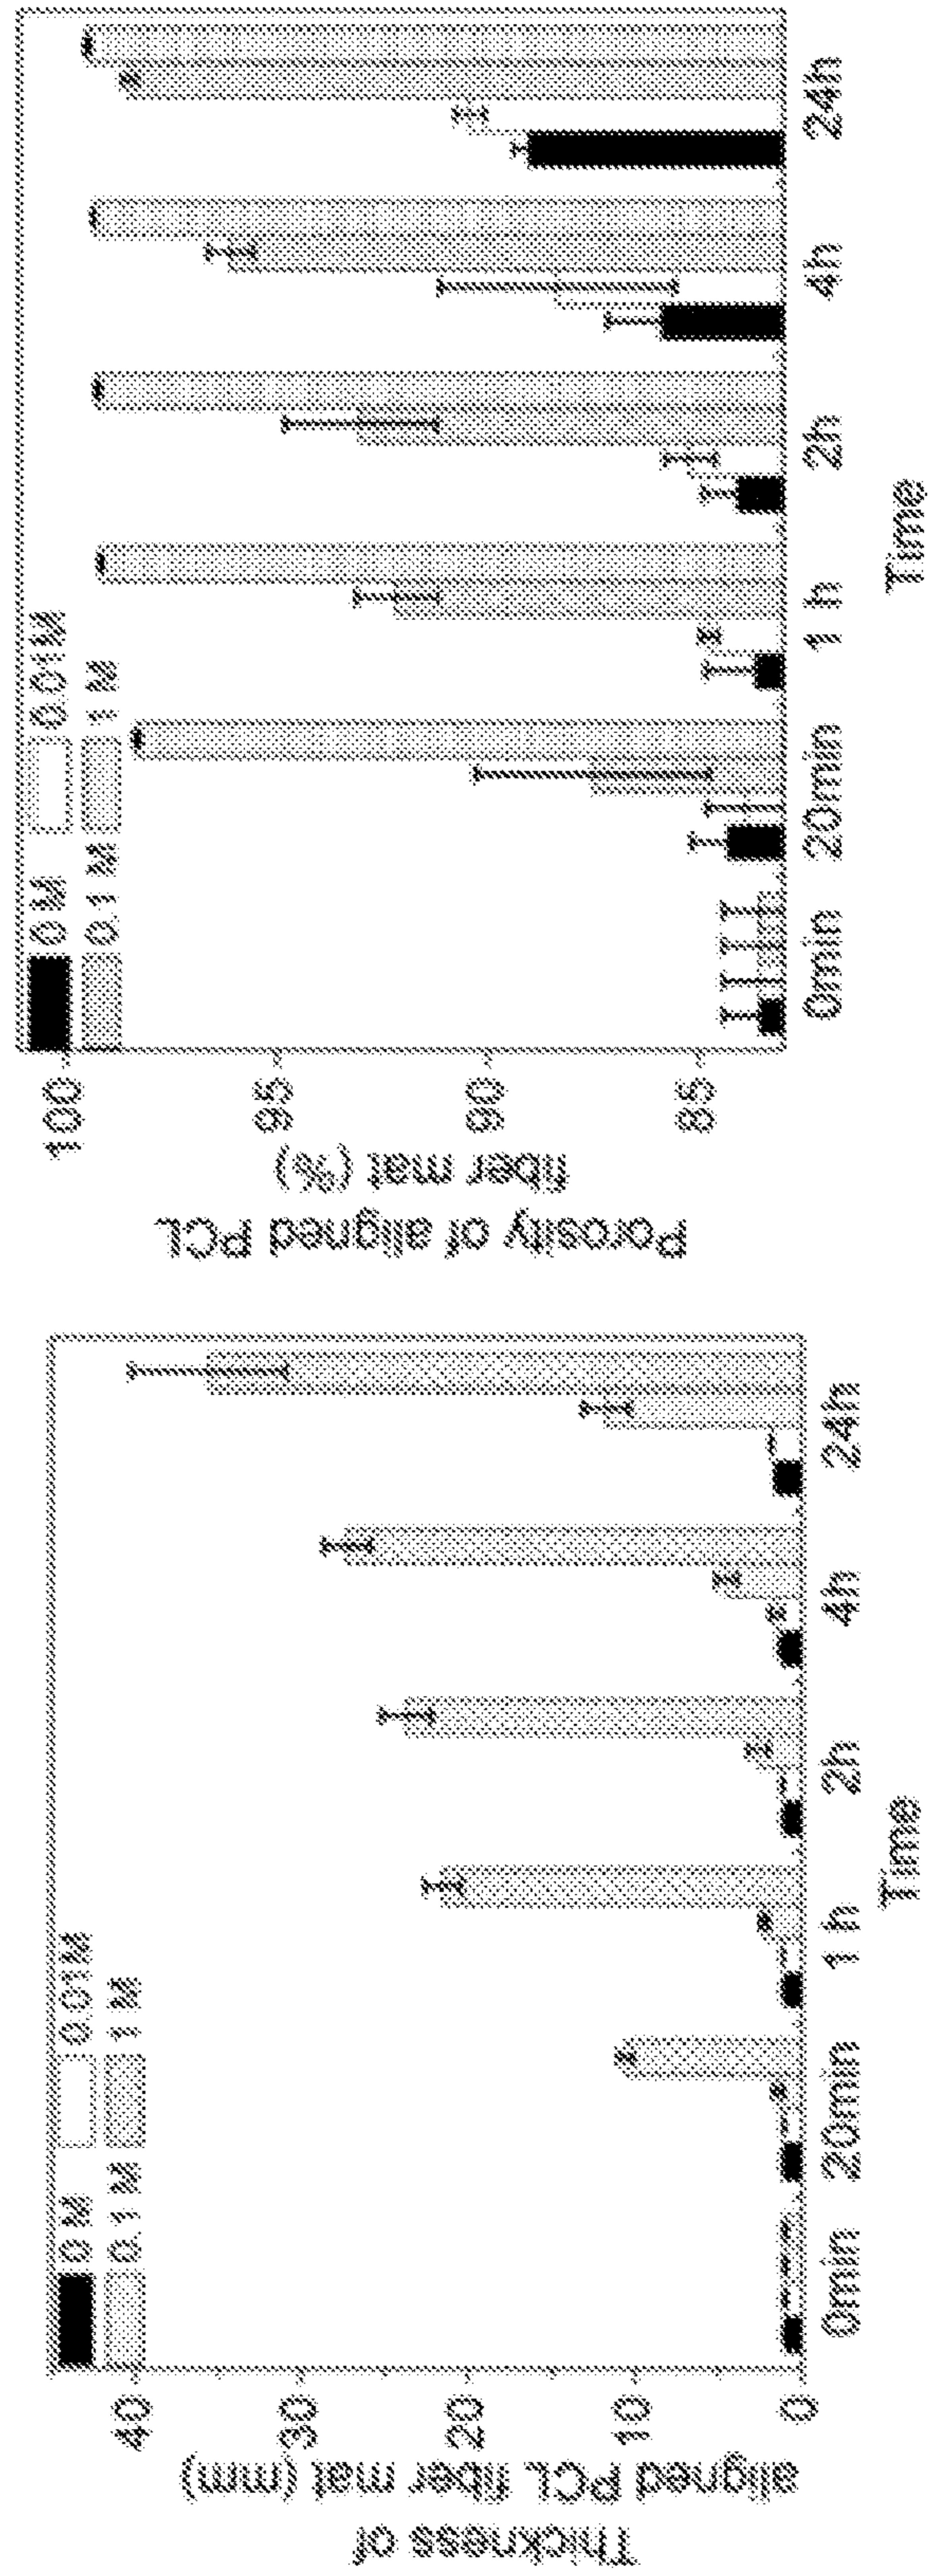 Thickness of
aligned PCL fiber mat (mm)
40
30
20
10
0
0 M 0.01M
0.1 M 1 M
0min 20min 1 h 2h 4h 24h
Time
Porosity of aligned PCL
fiber mat (%)
100
95
90
85
0 M 0.01M
0.1 M 1 M
0min 20min 1 h 2h 4h 24h
Time